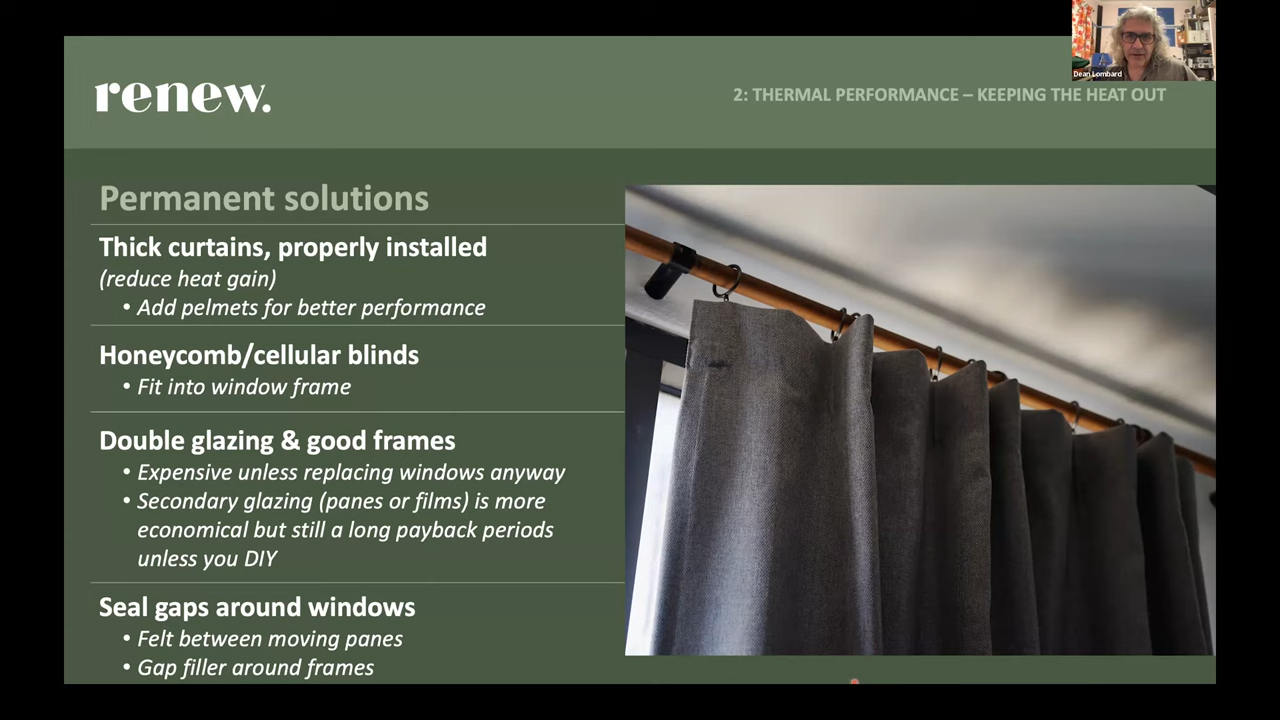 Dean Lombard
renew.
2: THERMAL PERFORMANCE – KEEPING THE HEAT OUT
Permanent solutions
Thick curtains, properly installed
(reduce heat gain)
• Add pelmets for better performance
Honeycomb/cellular blinds
• Fit into window frame
Double glazing & good frames
• Expensive unless replacing windows anyway
• Secondary glazing (panes or films) is more
economical but still a long payback periods
unless you DIY
Seal gaps around windows
• Felt between moving panes
• Gap filler around frames